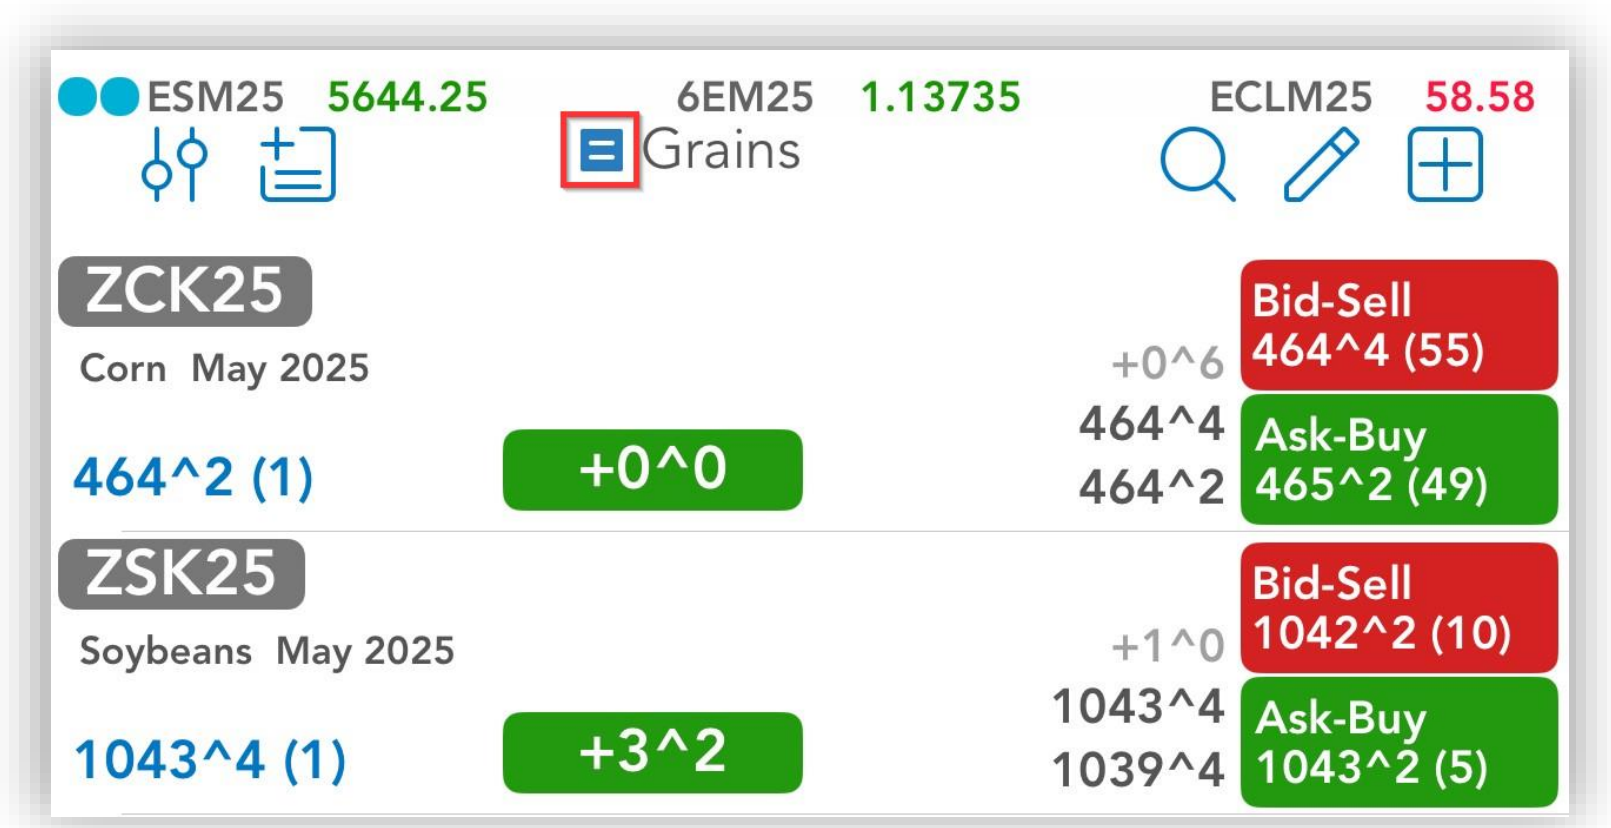 ESM25 5644.25 6EM25 1.13735 ECLM25 58.58
Grains
ZCK25
Corn May 2025
464^2 (1)
+0^0
+0^6
464^4
464^2
Bid-Sell
464^4 (55)
Ask-Buy
465^2 (49)
ZSK25
Soybeans May 2025
1043^4 (1)
+3^2
+1^0
1043^4
1039^4
Bid-Sell
1042^2 (10)
Ask-Buy
1043^2 (5)